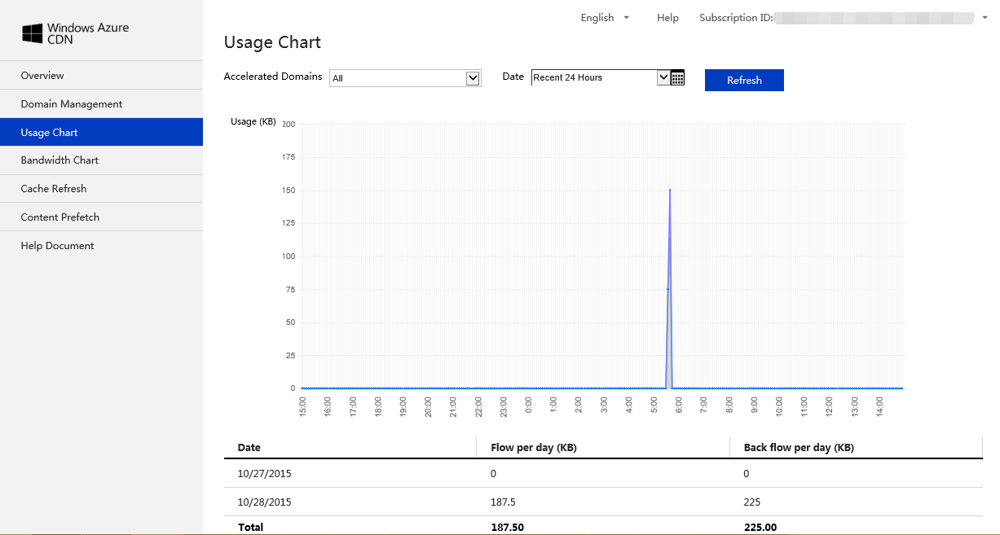 English Help Subscription ID:
Windows Azure
CDN
Usage Chart
Accelerated Domains All Date Recent 24 Hours Refresh
Overview
Domain Management
Usage Chart
Bandwidth Chart
Cache Refresh
Content Prefetch
Help Document
Usage (KB)
200
175
150
125
100
75
50
25
0
15:00 16:00 17:00 18:00 19:00 20:00 21:00 22:00 23:00 0:00 1:00 2:00 3:00 4:00 5:00 6:00 7:00 8:00 9:00 10:00 11:00 12:00 13:00 14:00
Date Flow per day (KB) Back flow per day (KB)
10/27/2015 0 0
10/28/2015 187.5 225
Total 187.50 225.00